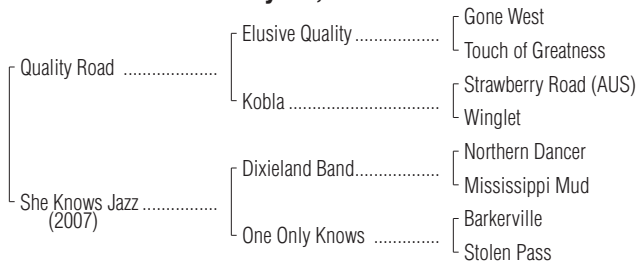 Gone West
Elusive Quality
Touch of Greatness
Quality Road
Strawberry Road (AUS)
Kobla
Winglet
Northern Dancer
Dixieland Band
Mississippi Mud
She Knows Jazz
(2007)
Barkerville
One Only Knows
Stolen Pass